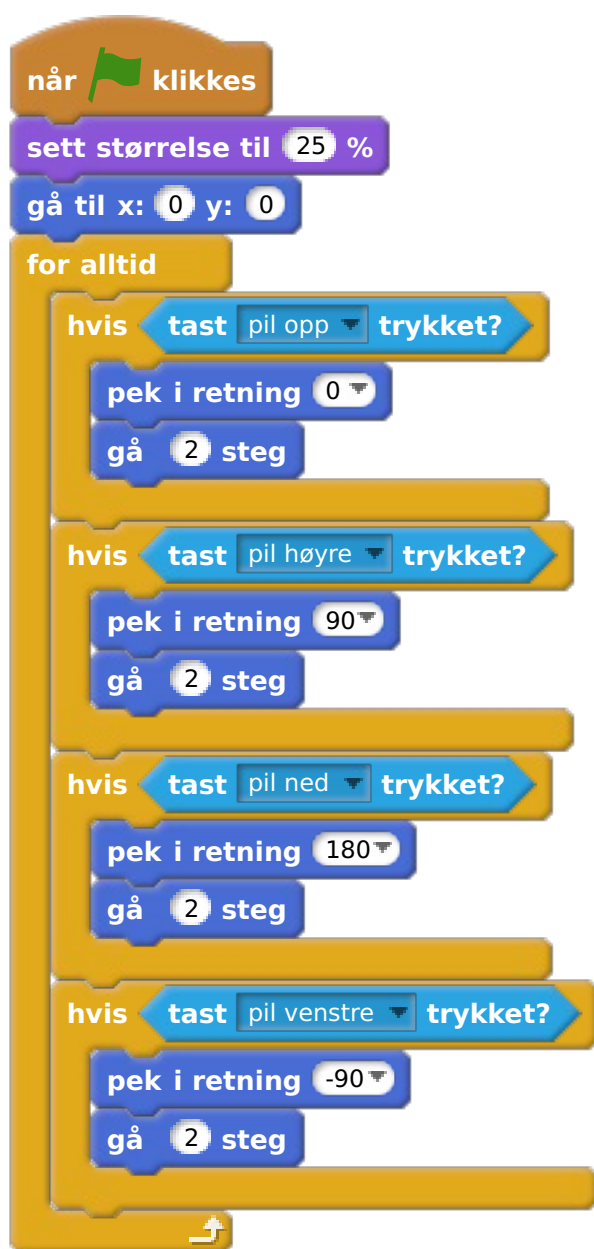 når klikkes
sett størrelse til 25 %
gå til x: 0 y: 0
for alltid
hvis tast pil opp trykket?
pek i retning 0
gå 2 steg
hvis tast pil høyre trykket?
pek i retning 90
gå 2 steg
hvis tast pil ned trykket?
pek i retning 180
gå 2 steg
hvis tast pil venstre trykket?
pek i retning -90
gå 2 steg